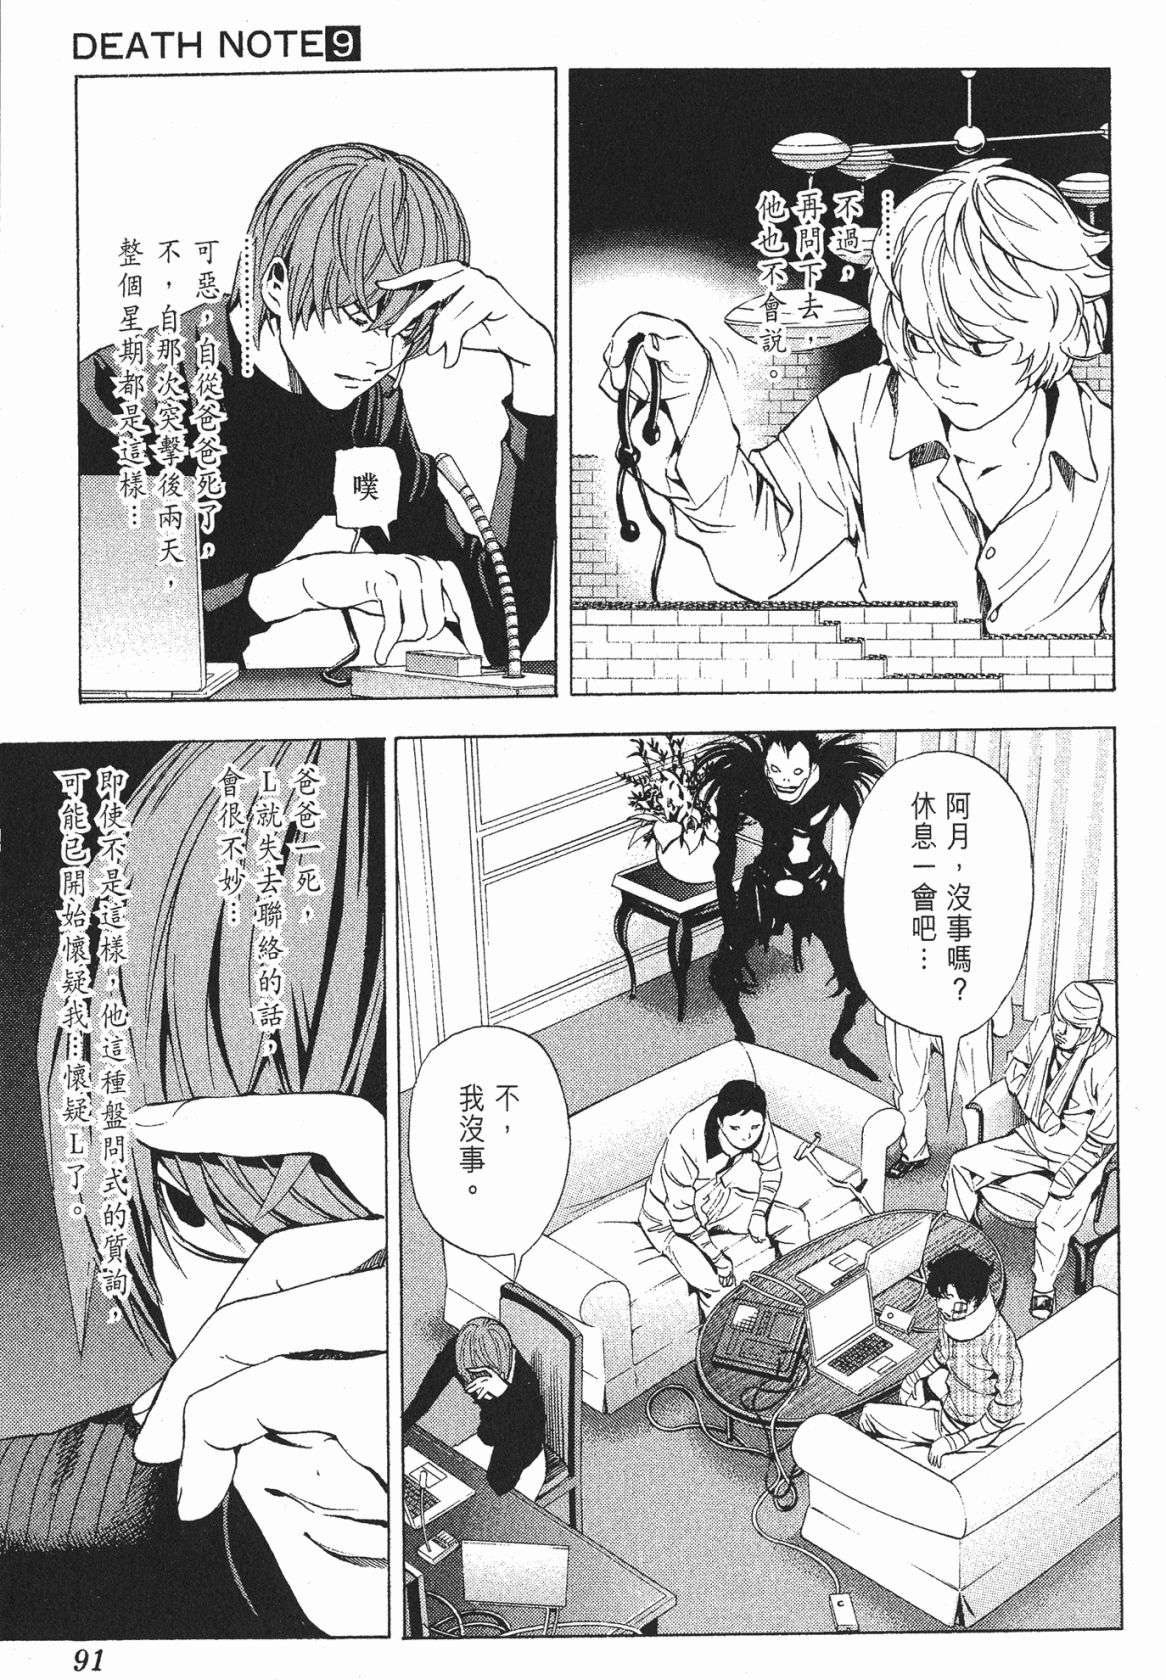 DEATH NOTE 9
………
不過，
再問下去，
他也不會說。
………………
可惡，自從爸爸死了，
不，自那次突擊後兩天，
整個星期都是這樣…
噗
阿月，沒事嗎？
休息一會吧…
不，
我沒事。
爸爸一死，
L就失去聯絡的話，
會很不妙…
即使不是這樣，他這種盤問式的質詢，
可能已開始懷疑我…懷疑L了。
91